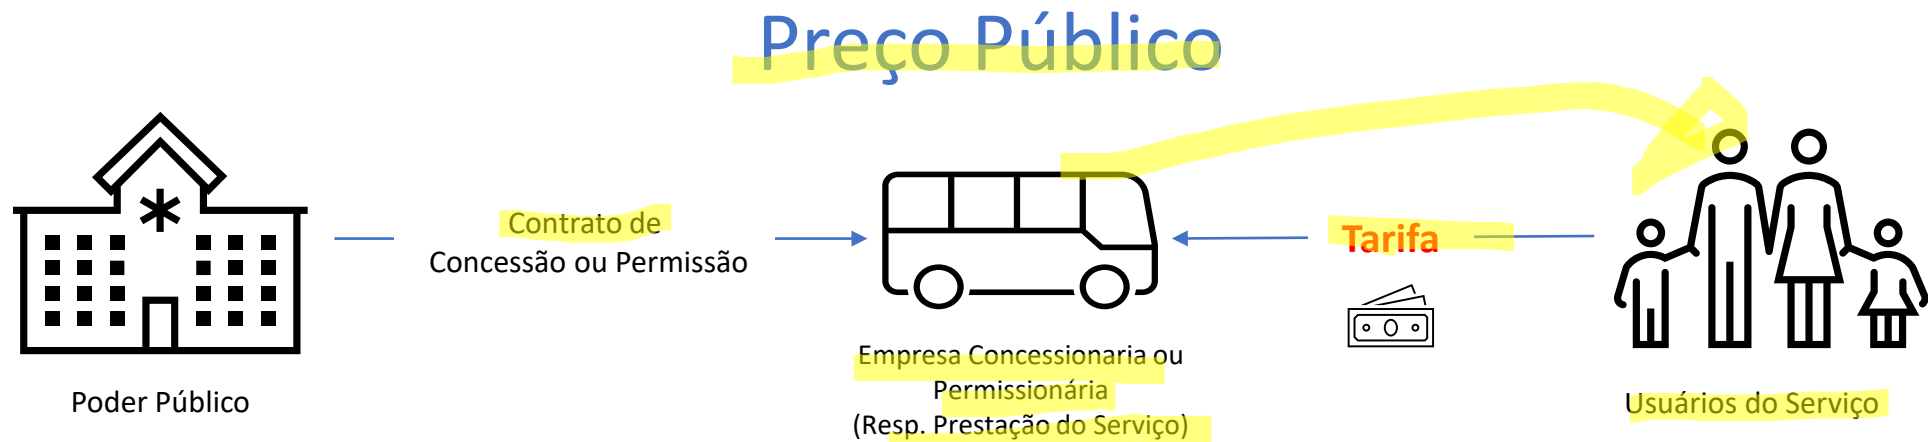 Preço Público
Contrato de
Concessão ou Permissão
Tarifa
Empresa Concessionaria ou
Permissionária
(Resp. Prestação do Serviço)
Poder Público
Usuários do Serviço